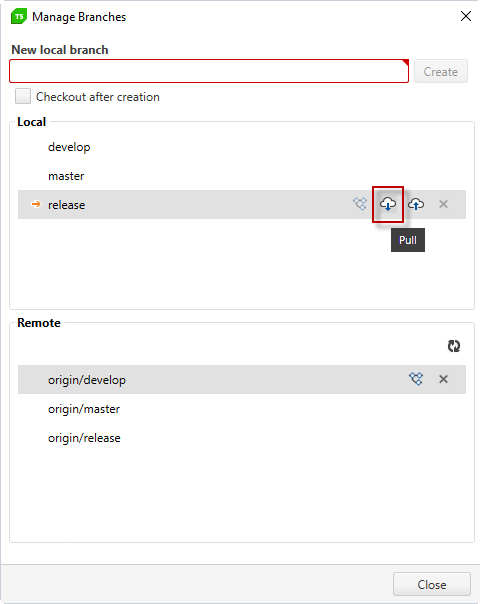 TS Manage Branches
New local branch
Create
Checkout after creation
Local
develop
master
release
Pull
Remote
origin/develop
origin/master
origin/release
Close